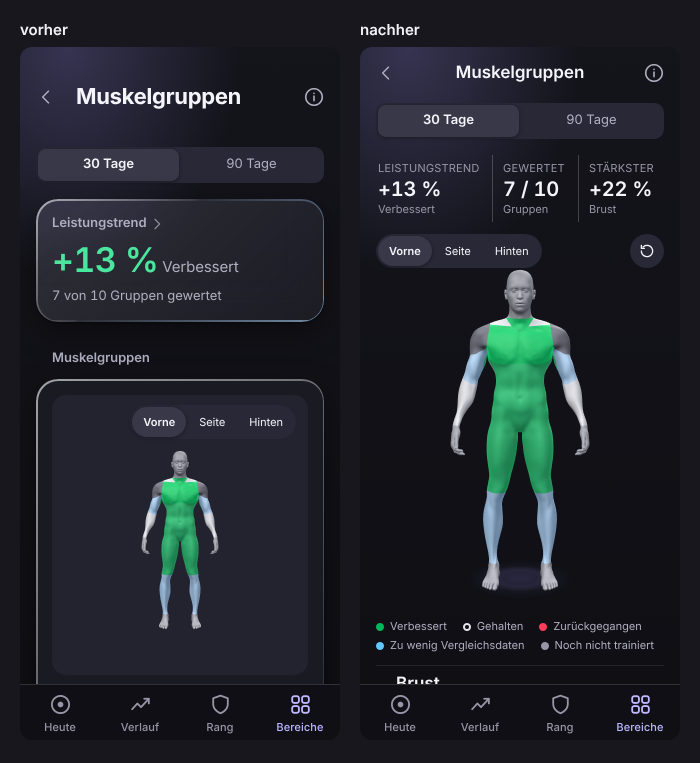 vorher
Muskelgruppen
30 Tage
90 Tage
Leistungstrend
+13 % Verbessert
7 von 10 Gruppen gewertet
Muskelgruppen
Vorne
Seite
Hinten
Heute
Verlauf
Rang
Bereiche
nachher
Muskelgruppen
30 Tage
90 Tage
LEISTUNGSTREND
+13 %
Verbessert
GEWERTET
7 / 10
Gruppen
STÄRKSTER
+22 %
Brust
Vorne
Seite
Hinten
Verbessert
Gehalten
Zurückgegangen
Zu wenig Vergleichsdaten
Noch nicht trainiert
Brust
Heute
Verlauf
Rang
Bereiche